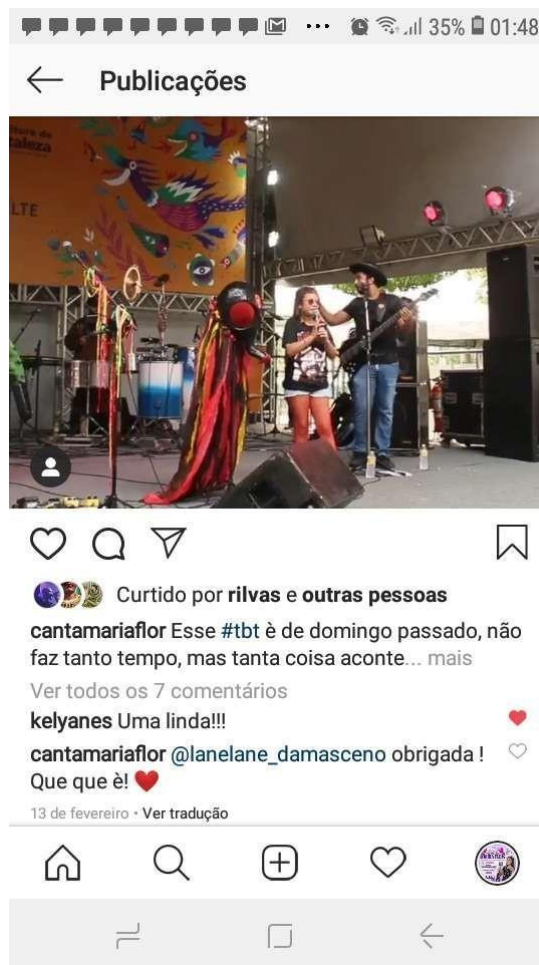 35% 01:48
Publicações
LTE
Curtido por rilvas e outras pessoas
cantamariaflor Esse #tbt è de domingo passado, não
faz tanto tempo, mas tanta coisa aconte... mais
Ver todos os 7 comentários
kelyanes Uma linda!!!
cantamariaflor @lanelane_damasceno obrigada !
Que que è! ❤️
13 de fevereiro • Ver tradução